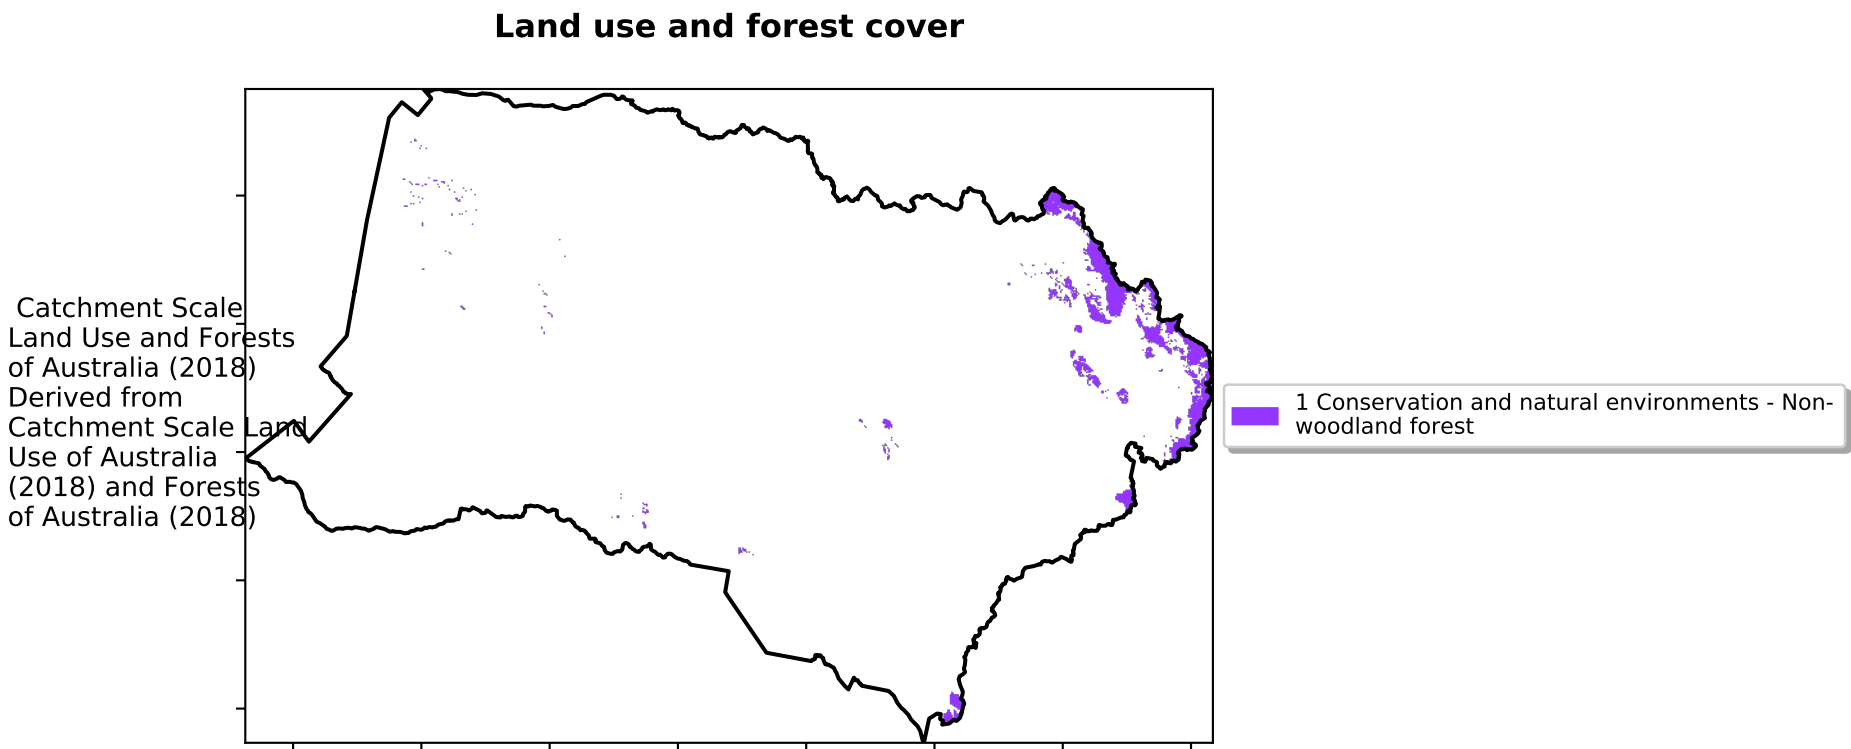 Land use and forest cover
Catchment Scale
Land Use and Forests
of Australia (2018)
Derived from
Catchment Scale Land
Use of Australia
(2018) and Forests
of Australia (2018)
1 Conservation and natural environments - Non-
woodland forest